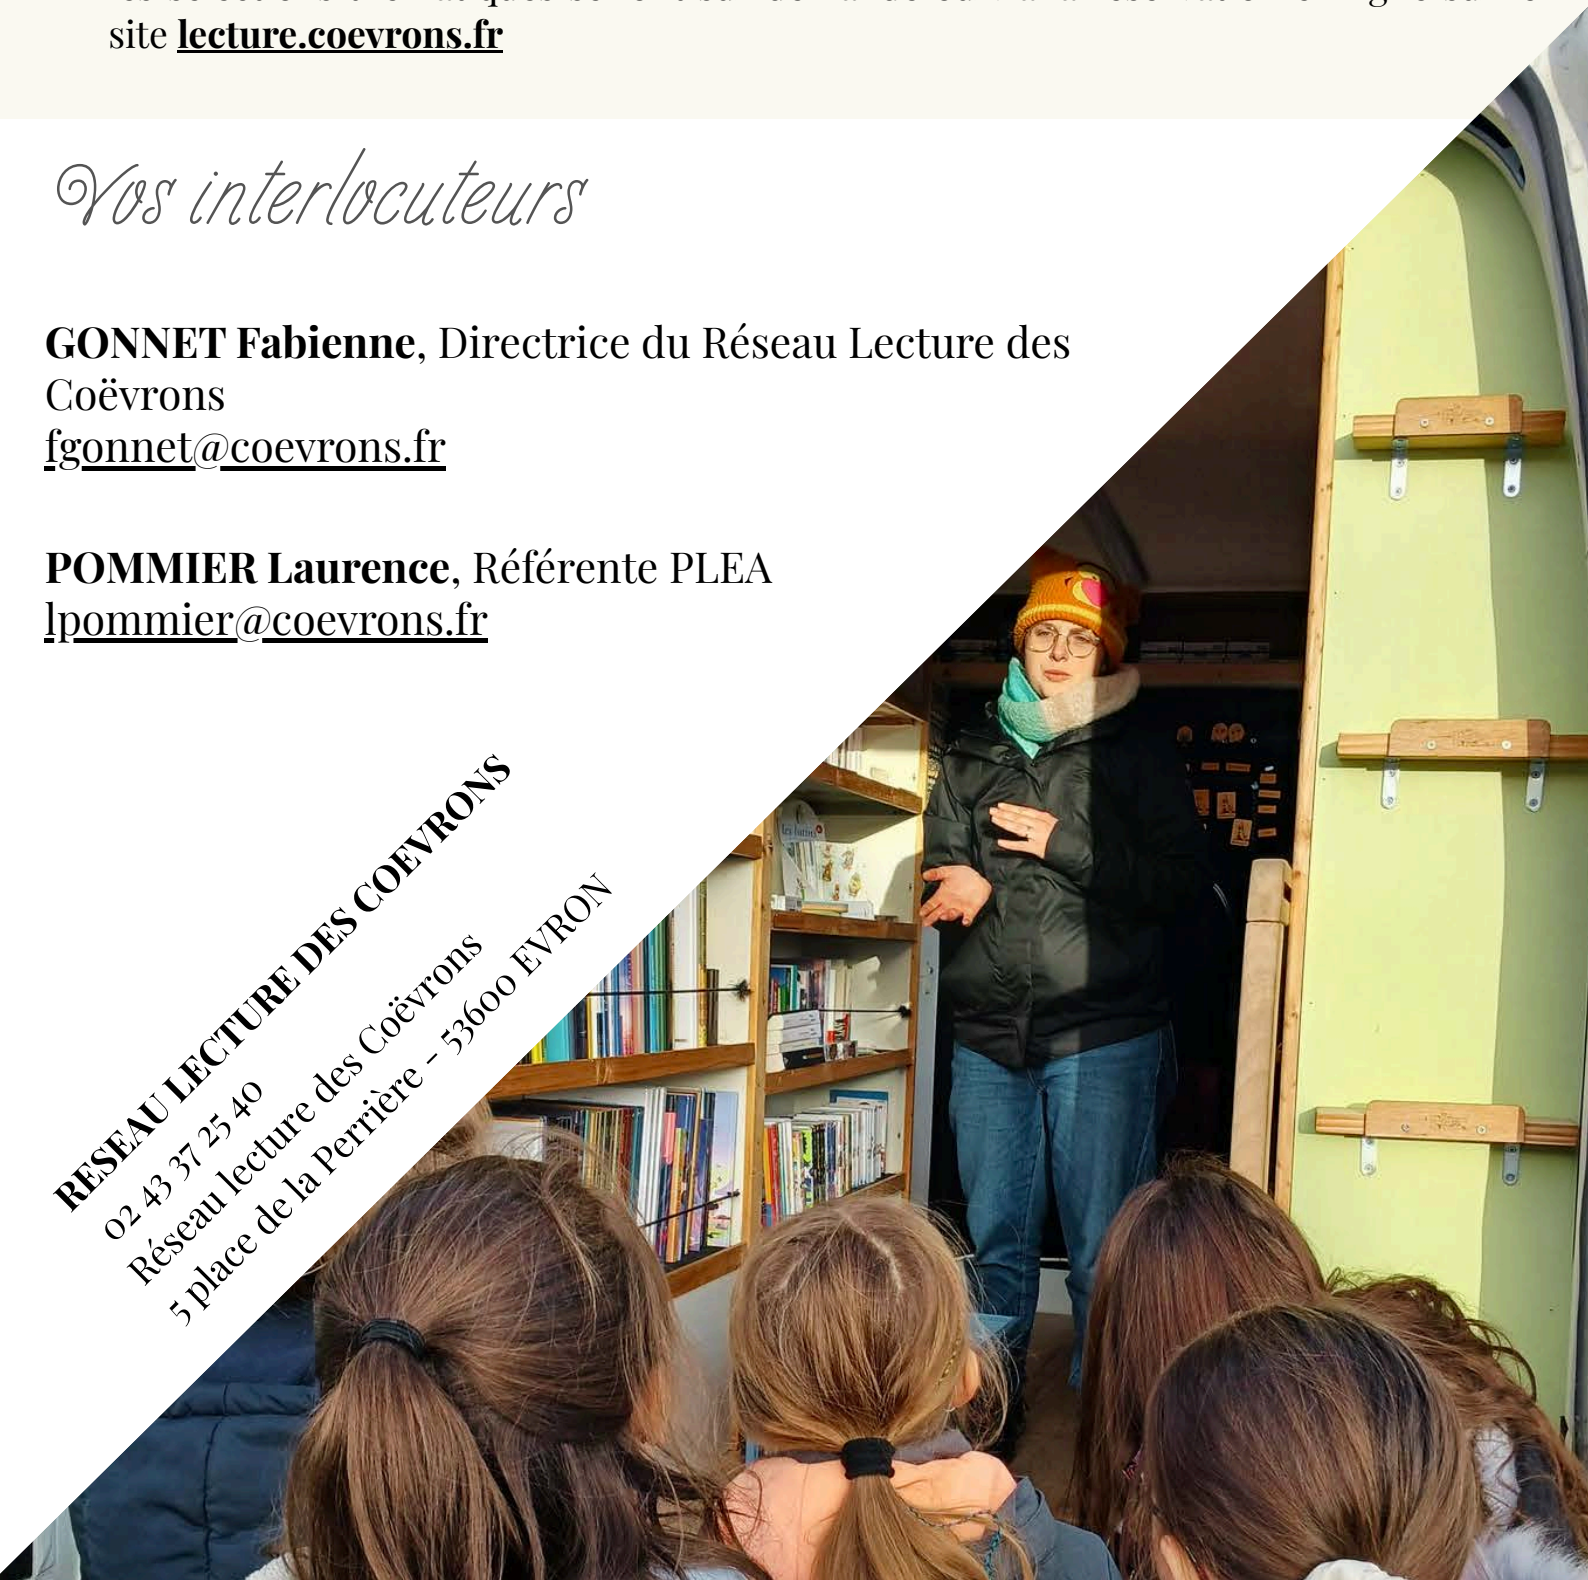 site lecture.coevrons.fr
Vos interlocuteurs
GONNET Fabienne, Directrice du Réseau Lecture des
Coëvrons
fgonnet@coevrons.fr
POMMIER Laurence, Référente PLEA
lpommier@coevrons.fr
RESEAU LECTURE DES COEVRONS
02 43 37 25 40
Réseau lecture des Coëvrons
5 place de la Perrière - 53600 EVRON